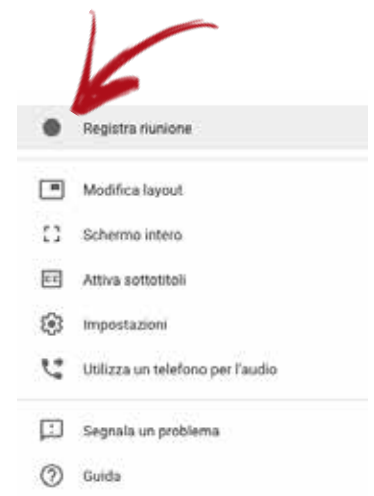 Registra riunione
Modifica layout
Schermo intero
Attiva sottotitoli
Impostazioni
Utilizza un telefono per l'audio
Segnala un problema
Guida